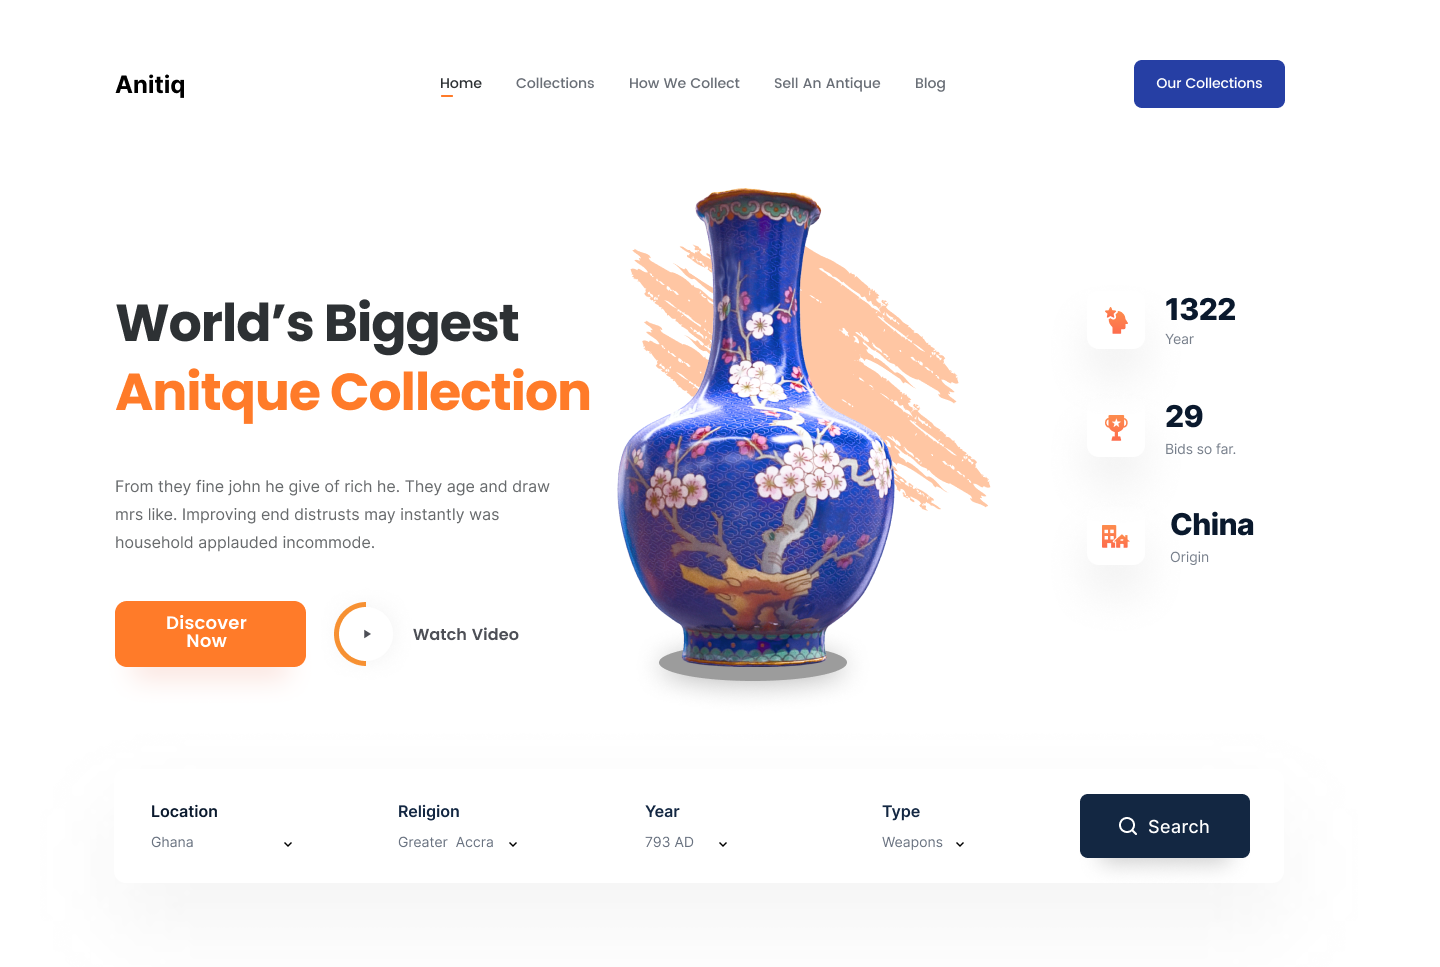 Anitiq
Home
Collections
How We Collect
Sell An Antique
Blog
Our Collections
World’s Biggest
Anitque Collection
From they fine john he give of rich he. They age and draw
mrs like. Improving end distrusts may instantly was
household applauded incommode.
Discover
Now
Watch Video
1322
Year
29
Bids so far.
China
Origin
Location
Ghana
Religion
Greater  Accra
Year
793 AD
Type
Weapons
Search